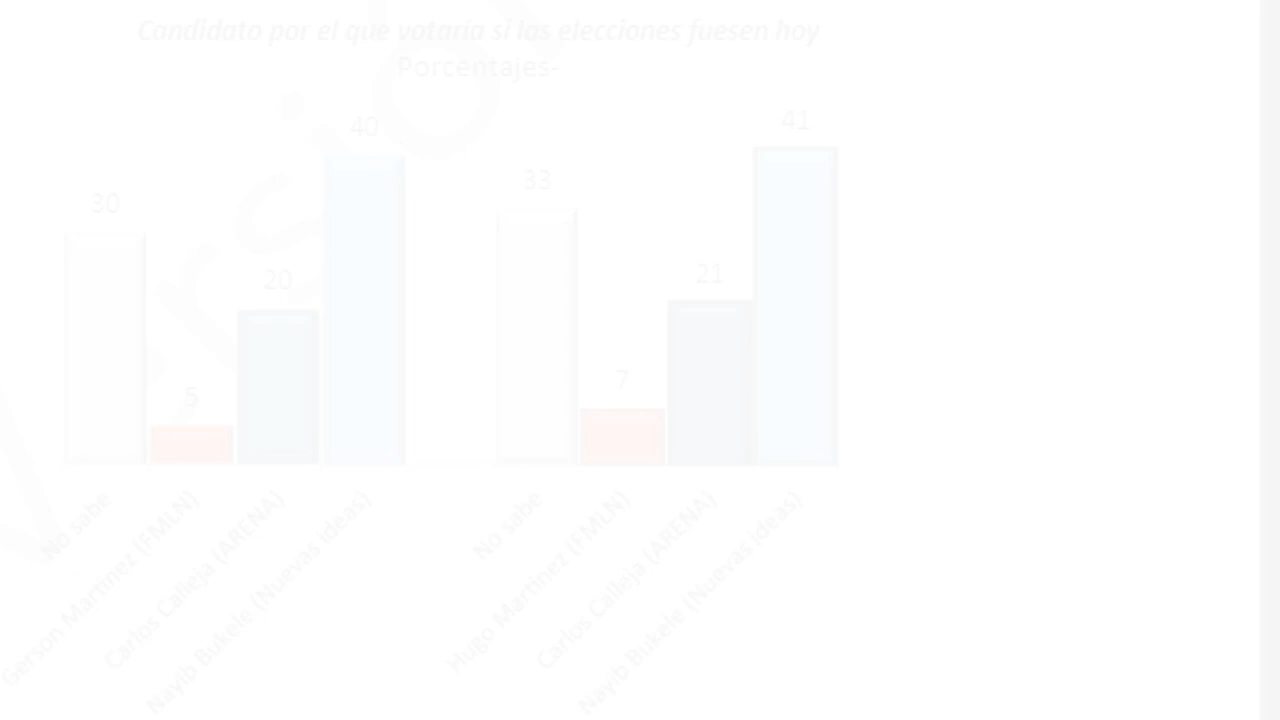 Candidato por el que votaría si las elecciones fuesen hoy
Porcentajes-
30
5
20
40
33
7
21
41
No sabe
Gerson Martínez (FMLN)
Carlos Calleja (ARENA)
Nayib Bukele (Nuevas Ideas)
No sabe
Hugo Martínez (FMLN)
Carlos Calleja (ARENA)
Nayib Bukele (Nuevas Ideas)